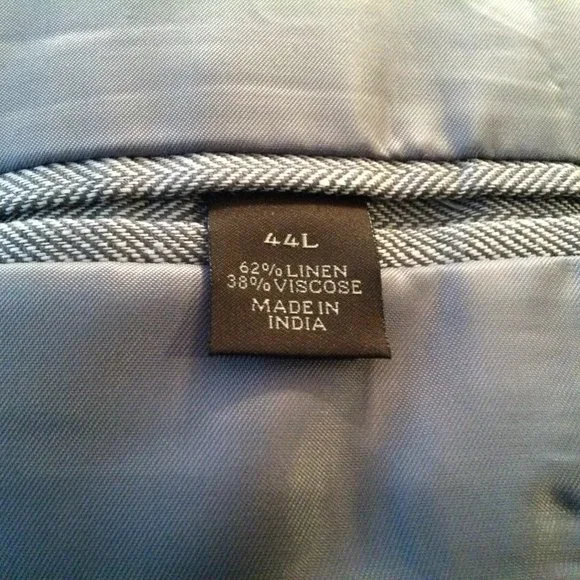 44L
62% LINEN
38% VISCOSE
MADE IN
INDIA